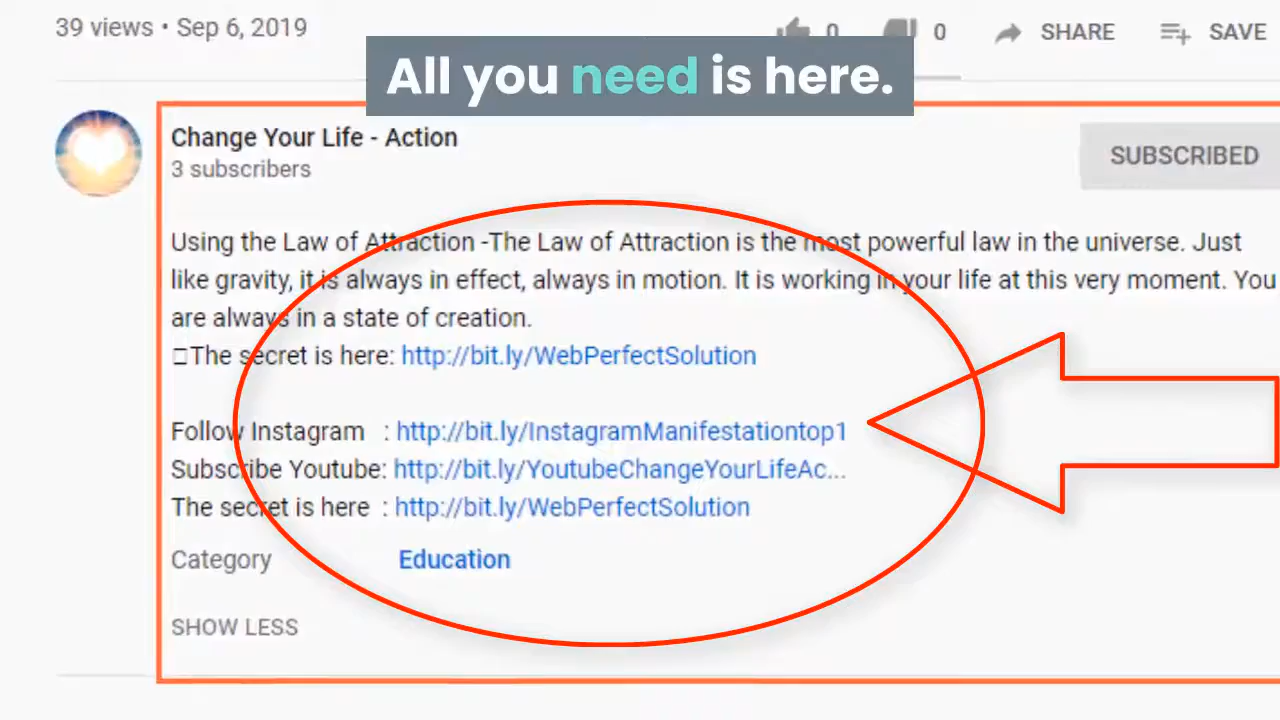 39 views • Sep 6, 2019
0 0 SHARE SAVE
All you need is here.
Change Your Life - Action
3 subscribers
SUBSCRIBED
Using the Law of Attraction -The Law of Attraction is the most powerful law in the universe. Just
like gravity, it is always in effect, always in motion. It is working in your life at this very moment. You
are always in a state of creation.
□The secret is here: http://bit.ly/WebPerfectSolution
Follow Instagram : http://bit.ly/InstagramManifestationtop1
Subscribe Youtube: http://bit.ly/YoutubeChangeYourLifeAc...
The secret is here : http://bit.ly/WebPerfectSolution
Category Education
SHOW LESS